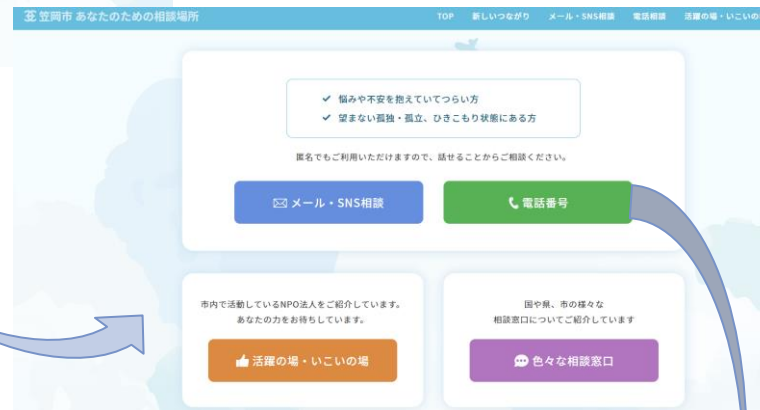 笠岡市 あなたのための相談場所
TOP 新しいつながり メール・SNS相談 電話相談 活躍の場・いこいの
悩みや不安を抱えていてつらい方
望まない孤独・孤立、ひきこもり状態にある方
匿名でもご利用いただけますので、話せることからご相談ください。
メール・SNS相談
電話番号
市内で活動しているNPO法人をご紹介しています。
あなたの力をお待ちしています。
活躍の場・いこいの場
国や県、市の様々な
相談窓口についてご紹介しています
色々な相談窓口